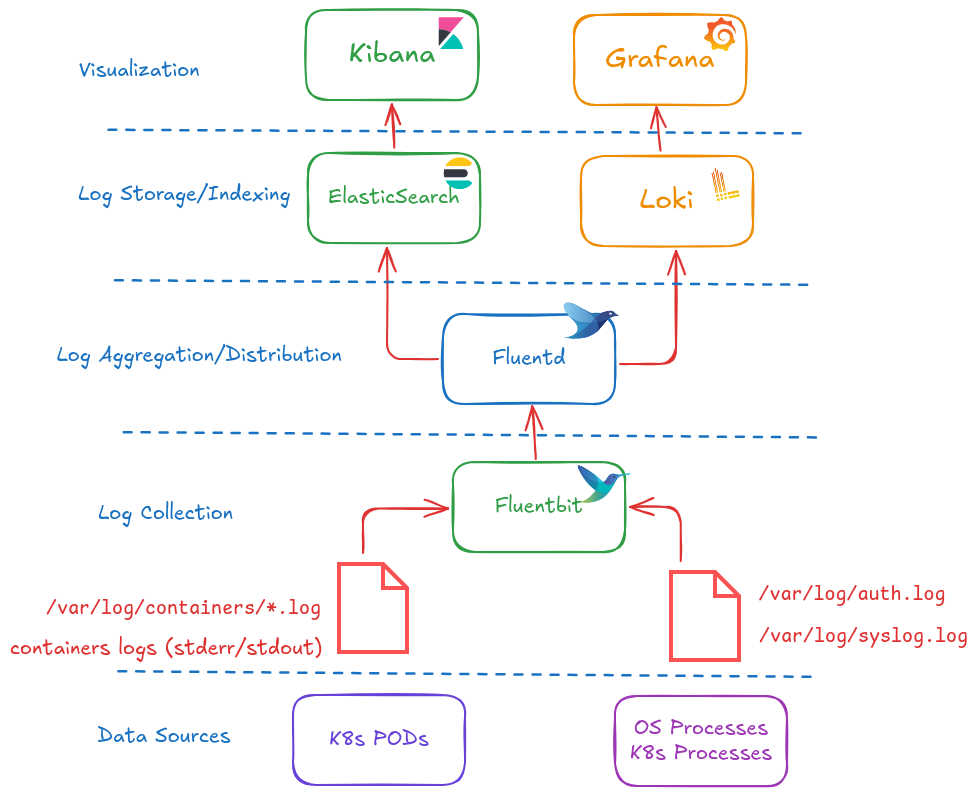 Kibana
Grafana
Visualization
Log Storage/Indexing
ElasticSearch
Loki
Log Aggregation/Distribution
Fluentd
Log Collection
Fluentbit
/var/log/containers/*.log
containers logs (stderr/stdout)
/var/log/auth.log
/var/log/syslog.log
Data Sources
K8s PODs
OS Processes
K8s Processes